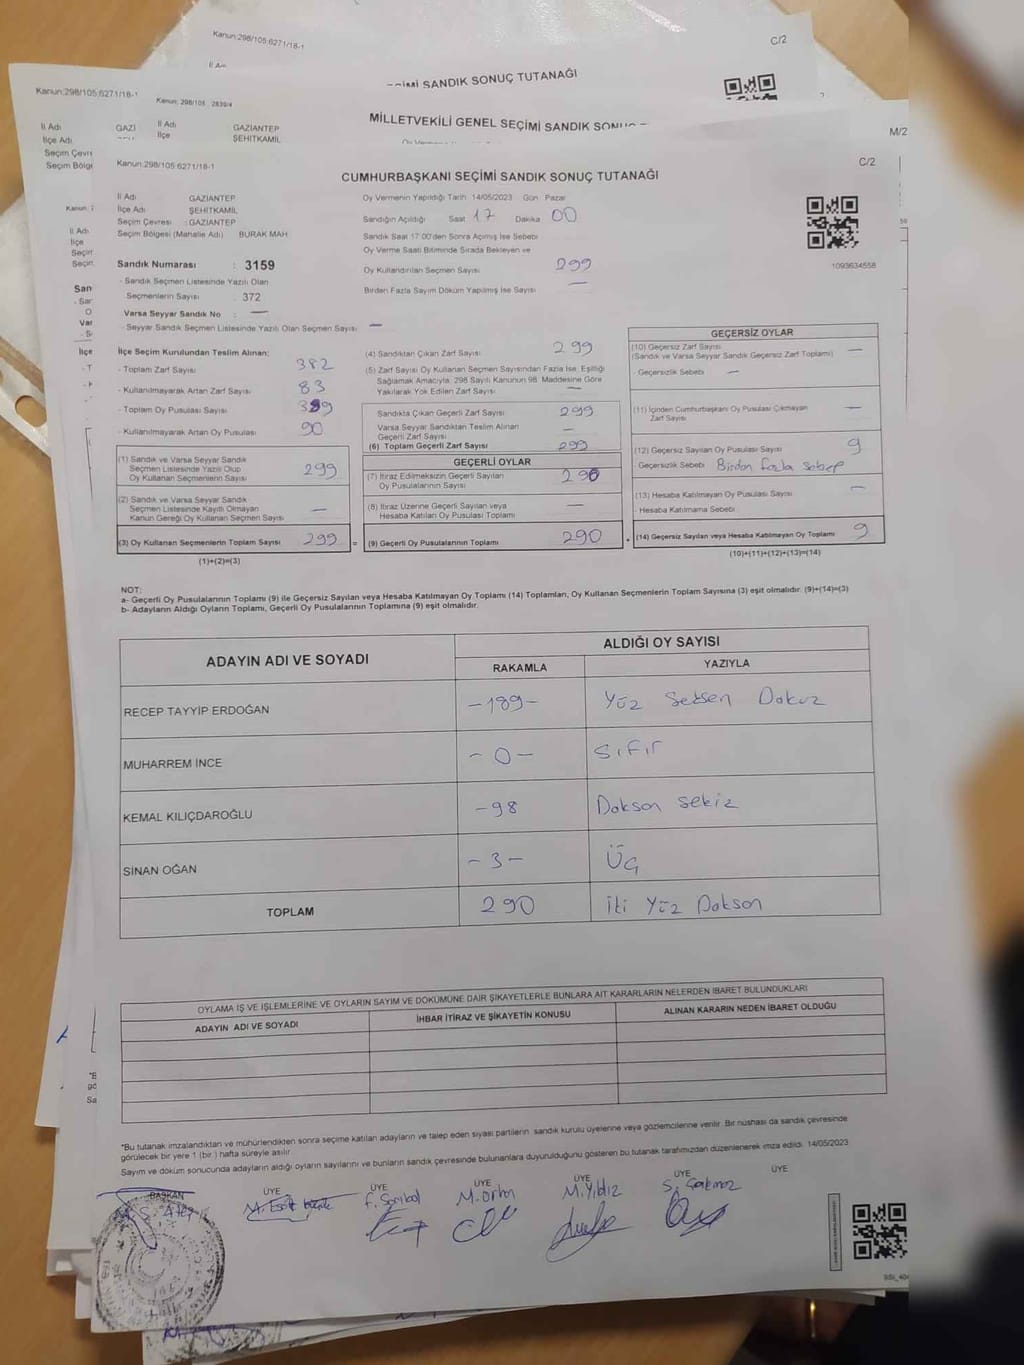 Kanun:298/105:6271/18-1
C/2
SEÇİMİ SANDIK SONUÇ TUTANAĞI
Kanun:298/105:6271/18-1
Kanun: 298/105 2839/4
İl Adı GAZİANTEP
İlçe ŞEHİTKAMİL
MİLLETVEKİLİ GENEL SEÇİMİ SANDIK
M/2
İl Adı GAZİ
İlçe Adı
Kanun:298/105:6271/18-1
C/2
CUMHURBAŞKANI SEÇİMİ SANDIK SONUÇ TUTANAĞI
İl Adı GAZİANTEP
İlçe Adı ŞEHİTKAMİL
Seçim Çevresi : GAZİANTEP
Seçim Bölgesi (Mahalle Adı) BURAK MAH
Oy Vermenin Yapıldığı Tarih 14/05/2023 Gün Pazar
Sandığın Açıldığı Saat 17 Dakika 00
Sandık Saat 17:00'den Sonra Açılmış İse Sebebi
Oy Verme Saati Bitiminde Sırada Bekleyen ve
Oy Kullandırılan Seçmen Sayısı 299
Birden Fazla Sayım Döküm Yapılmış İse Sayısı —
1093634558
Sandık Numarası : 3159
- Sandık Seçmen Listesinde Yazılı Olan
Seçmenlerin Sayısı : 372
Varsa Seyyar Sandık No : —
- Seyyar Sandık Seçmen Listesinde Yazılı Olan Seçmen Sayısı : —
İlçe Seçim Kurulundan Teslim Alınan:
- Toplam Zarf Sayısı 382
- Kullanılmayarak Artan Zarf Sayısı 83
- Toplam Oy Pusulası Sayısı 389
- Kullanılmayarak Artan Oy Pusulası 90
(1) Sandık ve Varsa Seyyar Sandık
Seçmen Listesinde Yazılı Olup
Oy Kullanan Seçmenlerin Sayısı 299
(2) Sandık ve Varsa Seyyar Sandık
Seçmen Listesinde Kayıtlı Olmayan
Kanun Gereği Oy Kullanan Seçmen Sayısı —
(3) Oy Kullanan Seçmenlerin Toplam Sayısı 299 =
(1)+(2)=(3)
(4) Sandıktan Çıkan Zarf Sayısı 299
(5) Zarf Sayısı Oy Kullanan Seçmen Sayısından Fazla İse, Eşitliği
Sağlamak Amacıyla, 298 Sayılı Kanunun 98. Maddesine Göre
Yakılarak Yok Edilen Zarf Sayısı —
Sandıkta Çıkan Geçerli Zarf Sayısı 299
Varsa Seyyar Sandıktan Teslim Alınan
Geçerli Zarf Sayısı —
(6) Toplam Geçerli Zarf Sayısı 299
GEÇERLİ OYLAR
(7) İtiraz Edilmeksizin Geçerli Sayılan
Oy Pusulalarının Sayısı 290
(8) İtiraz Üzerine Geçerli Sayılan veya
Hesaba Katılan Oy Pusulası Toplamı —
(9) Geçerli Oy Pusulalarının Toplamı 290 +
GEÇERSİZ OYLAR
(10) Geçersiz Zarf Sayısı
(Sandık ve Varsa Seyyar Sandık Geçersiz Zarf Toplamı) —
- Geçersizlik Sebebi —
(11) İçinden Cumhurbaşkanı Oy Pusulası Çıkmayan
Zarf Sayısı —
(12) Geçersiz Sayılan Oy Pusulası Sayısı 9
Geçersizlik Sebebi Birden fazla sebep
(13) Hesaba Katılmayan Oy Pusulası Sayısı —
- Hesaba Katılmama Sebebi
(14) Geçersiz Sayılan veya Hesaba Katılmayan Oy Toplamı 9
(10)+(11)+(12)+(13)=(14)
NOT:
a- Geçerli Oy Pusulalarının Toplamı (9) ile Geçersiz Sayılan veya Hesaba Katılmayan Oy Toplamı (14) Toplamları, Oy Kullanan Seçmenlerin Toplam Sayısına (3) eşit olmalıdır. (9)+(14)=(3)
b- Adayların Aldığı Oyların Toplamı, Geçerli Oy Pusulalarının Toplamına (9) eşit olmalıdır.
ADAYIN ADI VE SOYADI
ALDIĞI OY SAYISI
RAKAMLA YAZIYLA
RECEP TAYYİP ERDOĞAN -189- Yüz Seksen Dokuz
MUHARREM İNCE -0- Sıfır
KEMAL KILIÇDAROĞLU -98 Doksan sekiz
SİNAN OĞAN -3- Üç
TOPLAM 290 İki Yüz Doksan
OYLAMA İŞ VE İŞLEMLERİNE VE OYLARIN SAYIM VE DÖKÜMÜNE DAİR ŞİKAYETLERLE BUNLARA AİT KARARLARIN NELERDEN İBARET BULUNDUKLARI
ADAYIN ADI VE SOYADI İHBAR İTİRAZ VE ŞİKAYETİN KONUSU ALINAN KARARIN NEDEN İBARET OLDUĞU
*Bu tutanak imzalandıktan ve mühürlendikten sonra seçime katılan adayların ve talep eden siyasi partilerin sandık kurulu üyelerine veya gözlemcilerine verilir. Bir nüshası da sandık çevresinde
görülecek bir yere 1 (bir ) hafta süreyle asılır.
Sayım ve döküm sonucunda adayların aldığı oyların sayılarını ve bunların sandık çevresinde bulunanlara duyurulduğunu gösteren bu tutanak tarafımızdan düzenlenerek imza edildi. 14/05/2023
BAŞKAN ÜYE ÜYE ÜYE ÜYE ÜYE ÜYE
M. Yıldız